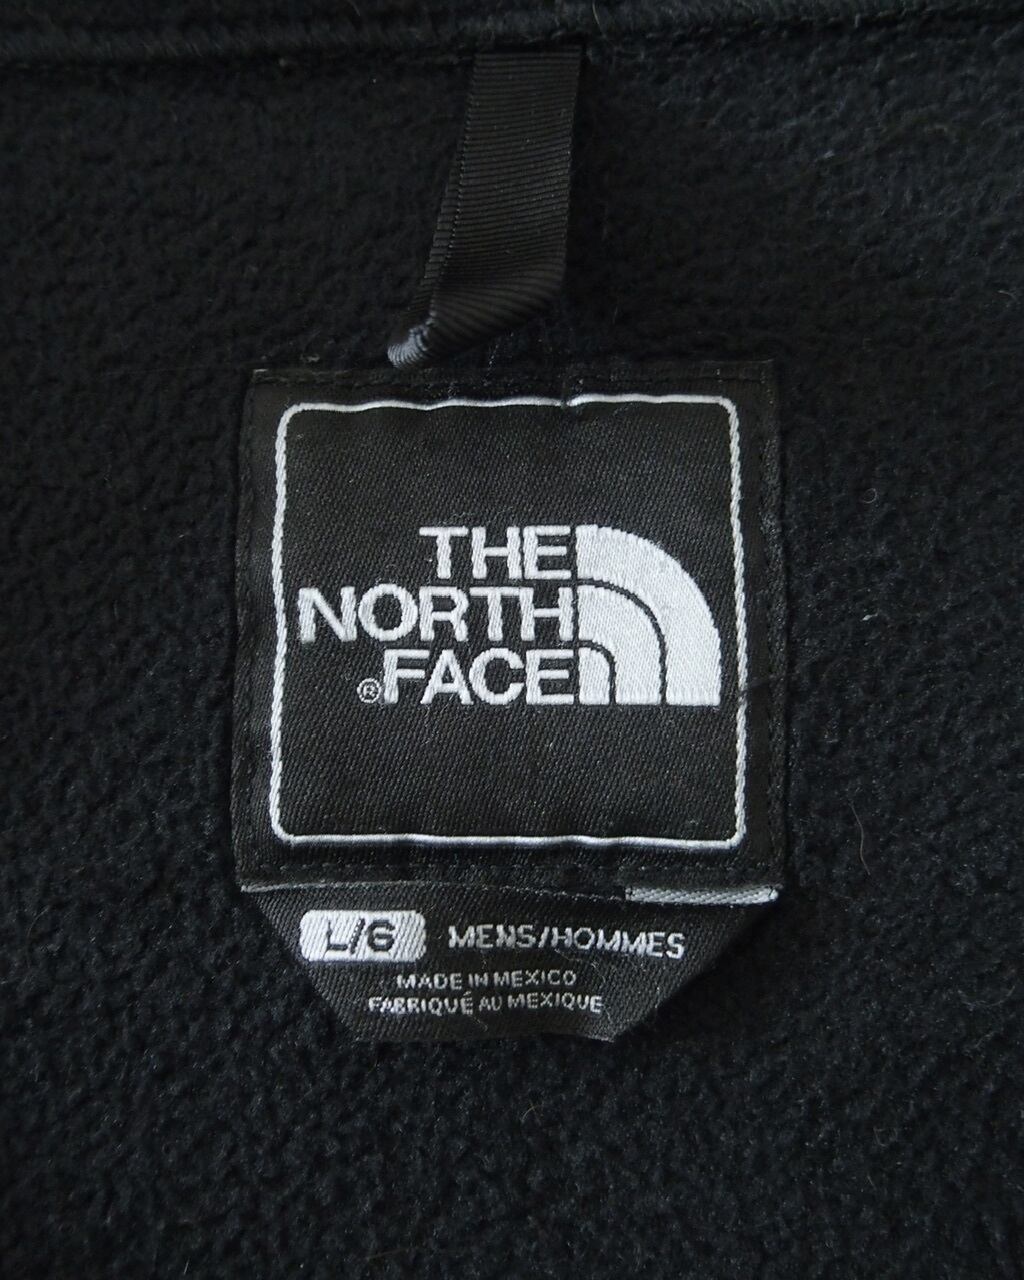 THE
NORTH
®FACE
L/G MENS/HOMMES
MADE IN MEXICO
FABRIQUÉ AU MEXIQUE